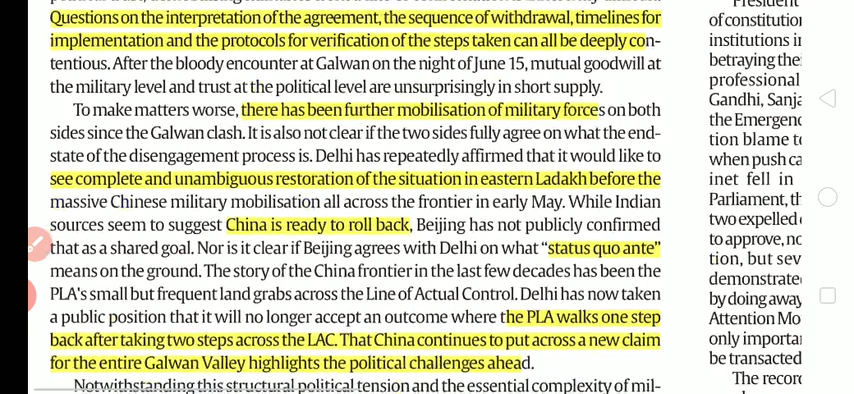 Questions on the interpretation of the agreement, the sequence of withdrawal, timelines for
implementation and the protocols for verification of the steps taken can all be deeply con-
tentious. After the bloody encounter at Galwan on the night of June 15, mutual goodwill at
the military level and trust at the political level are unsurprisingly in short supply.
To make matters worse, there has been further mobilisation of military forces on both
sides since the Galwan clash. It is also not clear if the two sides fully agree on what the end-
state of the disengagement process is. Delhi has repeatedly affirmed that it would like to
see complete and unambiguous restoration of the situation in eastern Ladakh before the
massive Chinese military mobilisation all across the frontier in early May. While Indian
sources seem to suggest China is ready to roll back, Beijing has not publicly confirmed
that as a shared goal. Nor is it clear if Beijing agrees with Delhi on what “status quo ante”
means on the ground. The story of the China frontier in the last few decades has been the
PLA's small but frequent land grabs across the Line of Actual Control. Delhi has now taken
a public position that it will no longer accept an outcome where the PLA walks one step
back after taking two steps across the LAC. That China continues to put across a new claim
for the entire Galwan Valley highlights the political challenges ahead.
Notwithstanding this structural political tension and the essential complexity of mil-
President
of constitution
institutions i
betraying the
professional
Gandhi, Sanja
the Emergenc
tion blame t
when push ca
inet fell in
Parliament, th
two expelled
to approve, no
tion, but sev
demonstrate
by doing away
Attention Mo
only importa
be transacted
The record